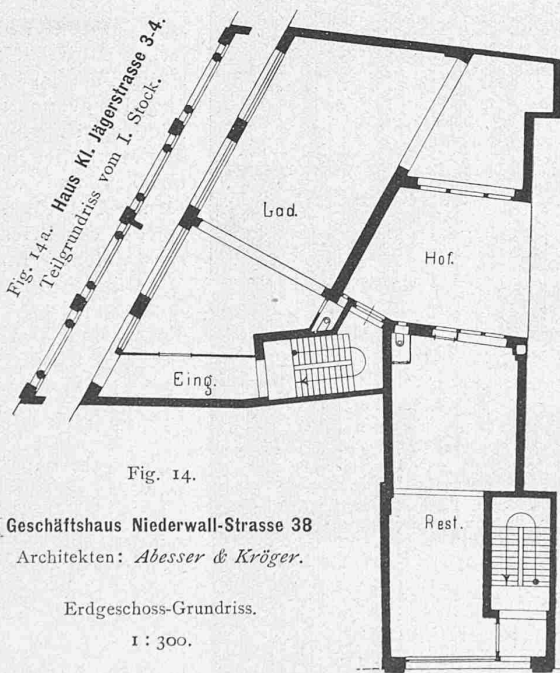 Fig. 14a. Haus Kl. Jägerstrasse 3-4.
Teilgrundriss vom I. Stock.
Lad.
Hof.
Eing.
Rest.
Fig. 14.
Geschäftshaus Niederwall-Strasse 38
Architekten: Abesser & Kröger.
Erdgeschoss-Grundriss.
1 : 300.